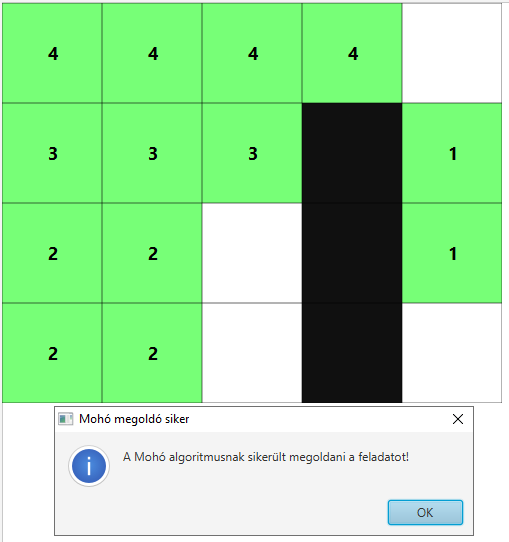 4 4 4 4
3 3 3 1
2 2 1
2 2
Mohó megoldó siker
A Mohó algoritmusnak sikerült megoldani a feladatot!
OK